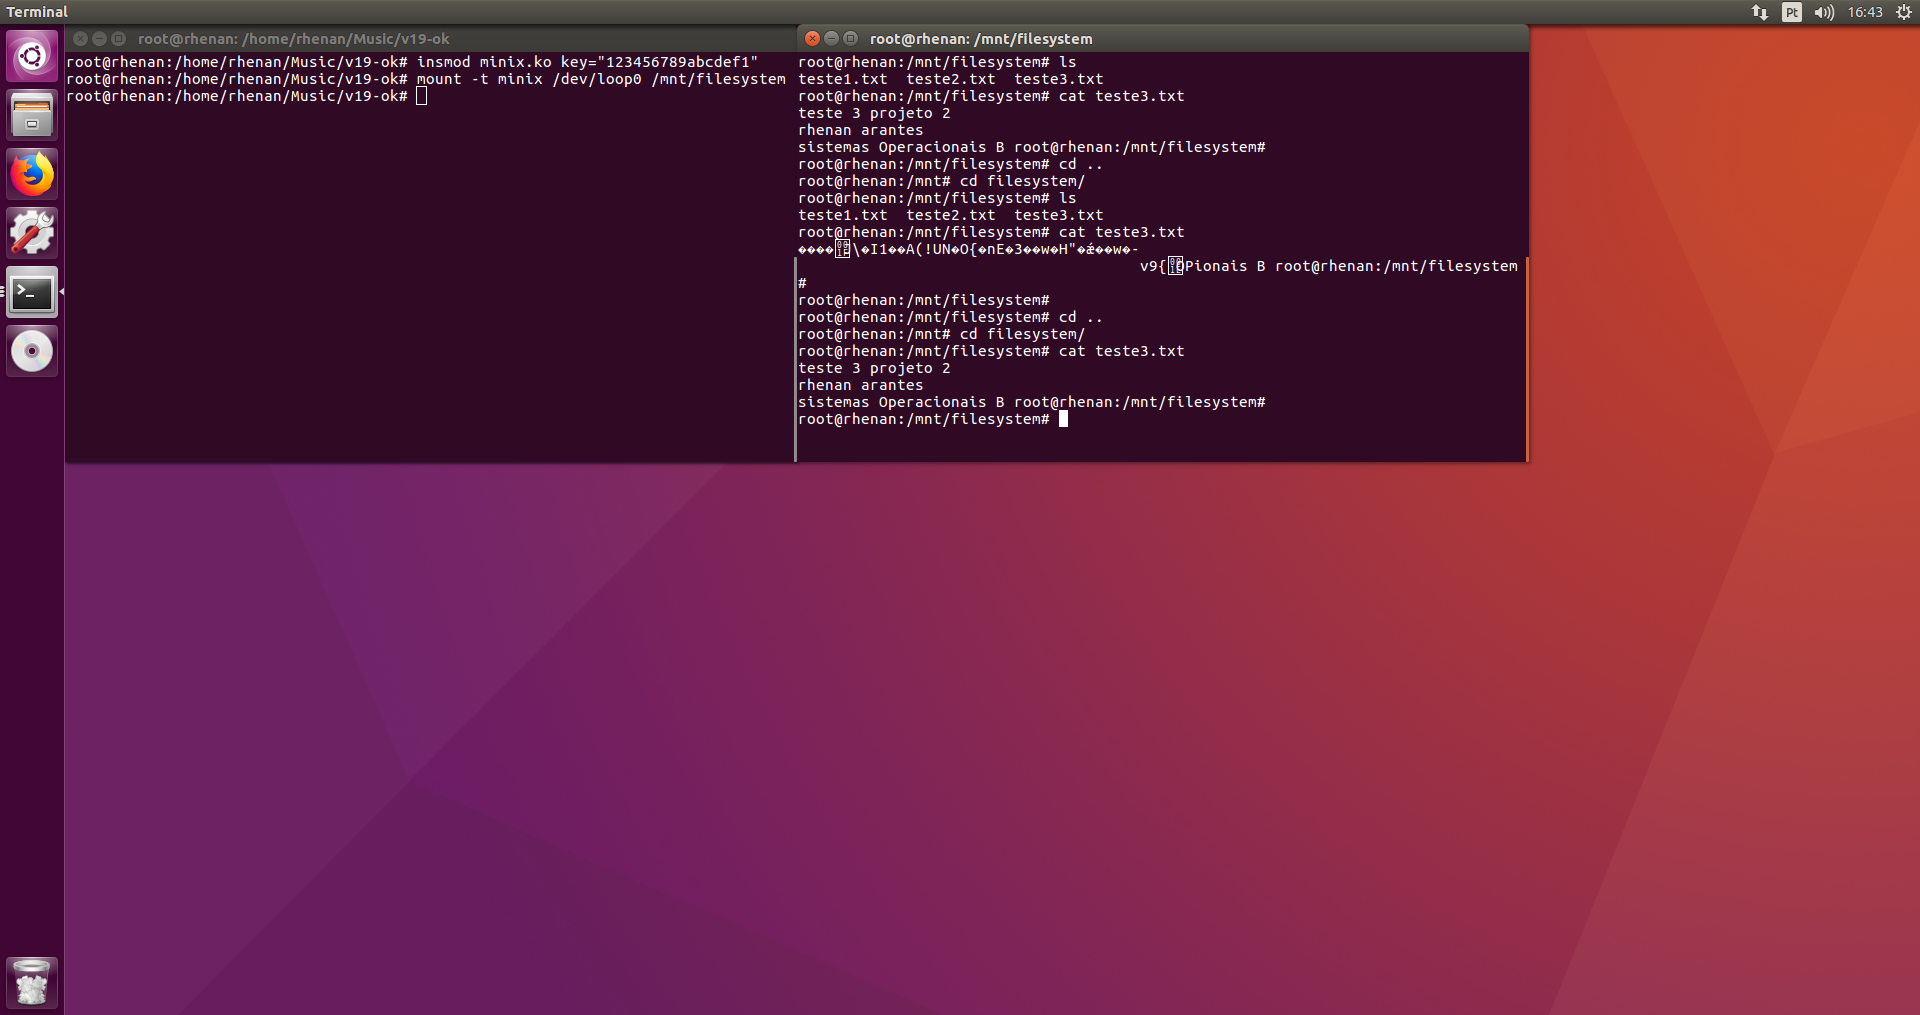 Terminal
Pt
16:43
root@rhenan: /home/rhenan/Music/v19-ok
root@rhenan:/home/rhenan/Music/v19-ok# insmod minix.ko key="123456789abcdef1"
root@rhenan:/home/rhenan/Music/v19-ok# mount -t minix /dev/loop0 /mnt/filesystem
root@rhenan:/home/rhenan/Music/v19-ok#
root@rhenan: /mnt/filesystem
root@rhenan:/mnt/filesystem# ls
teste1.txt  teste2.txt  teste3.txt
root@rhenan:/mnt/filesystem# cat teste3.txt
teste 3 projeto 2
rhenan arantes
sistemas Operacionais B root@rhenan:/mnt/filesystem#
root@rhenan:/mnt/filesystem# cd ..
root@rhenan:/mnt# cd filesystem/
root@rhenan:/mnt/filesystem# ls
teste1.txt  teste2.txt  teste3.txt
root@rhenan:/mnt/filesystem# cat teste3.txt
����\�I1��A(!UN�O{�nE�3��w�H"�ǽ��w�-
v9{Pionais B root@rhenan:/mnt/filesystem
#
root@rhenan:/mnt/filesystem#
root@rhenan:/mnt/filesystem# cd ..
root@rhenan:/mnt# cd filesystem/
root@rhenan:/mnt/filesystem# cat teste3.txt
teste 3 projeto 2
rhenan arantes
sistemas Operacionais B root@rhenan:/mnt/filesystem#
root@rhenan:/mnt/filesystem#